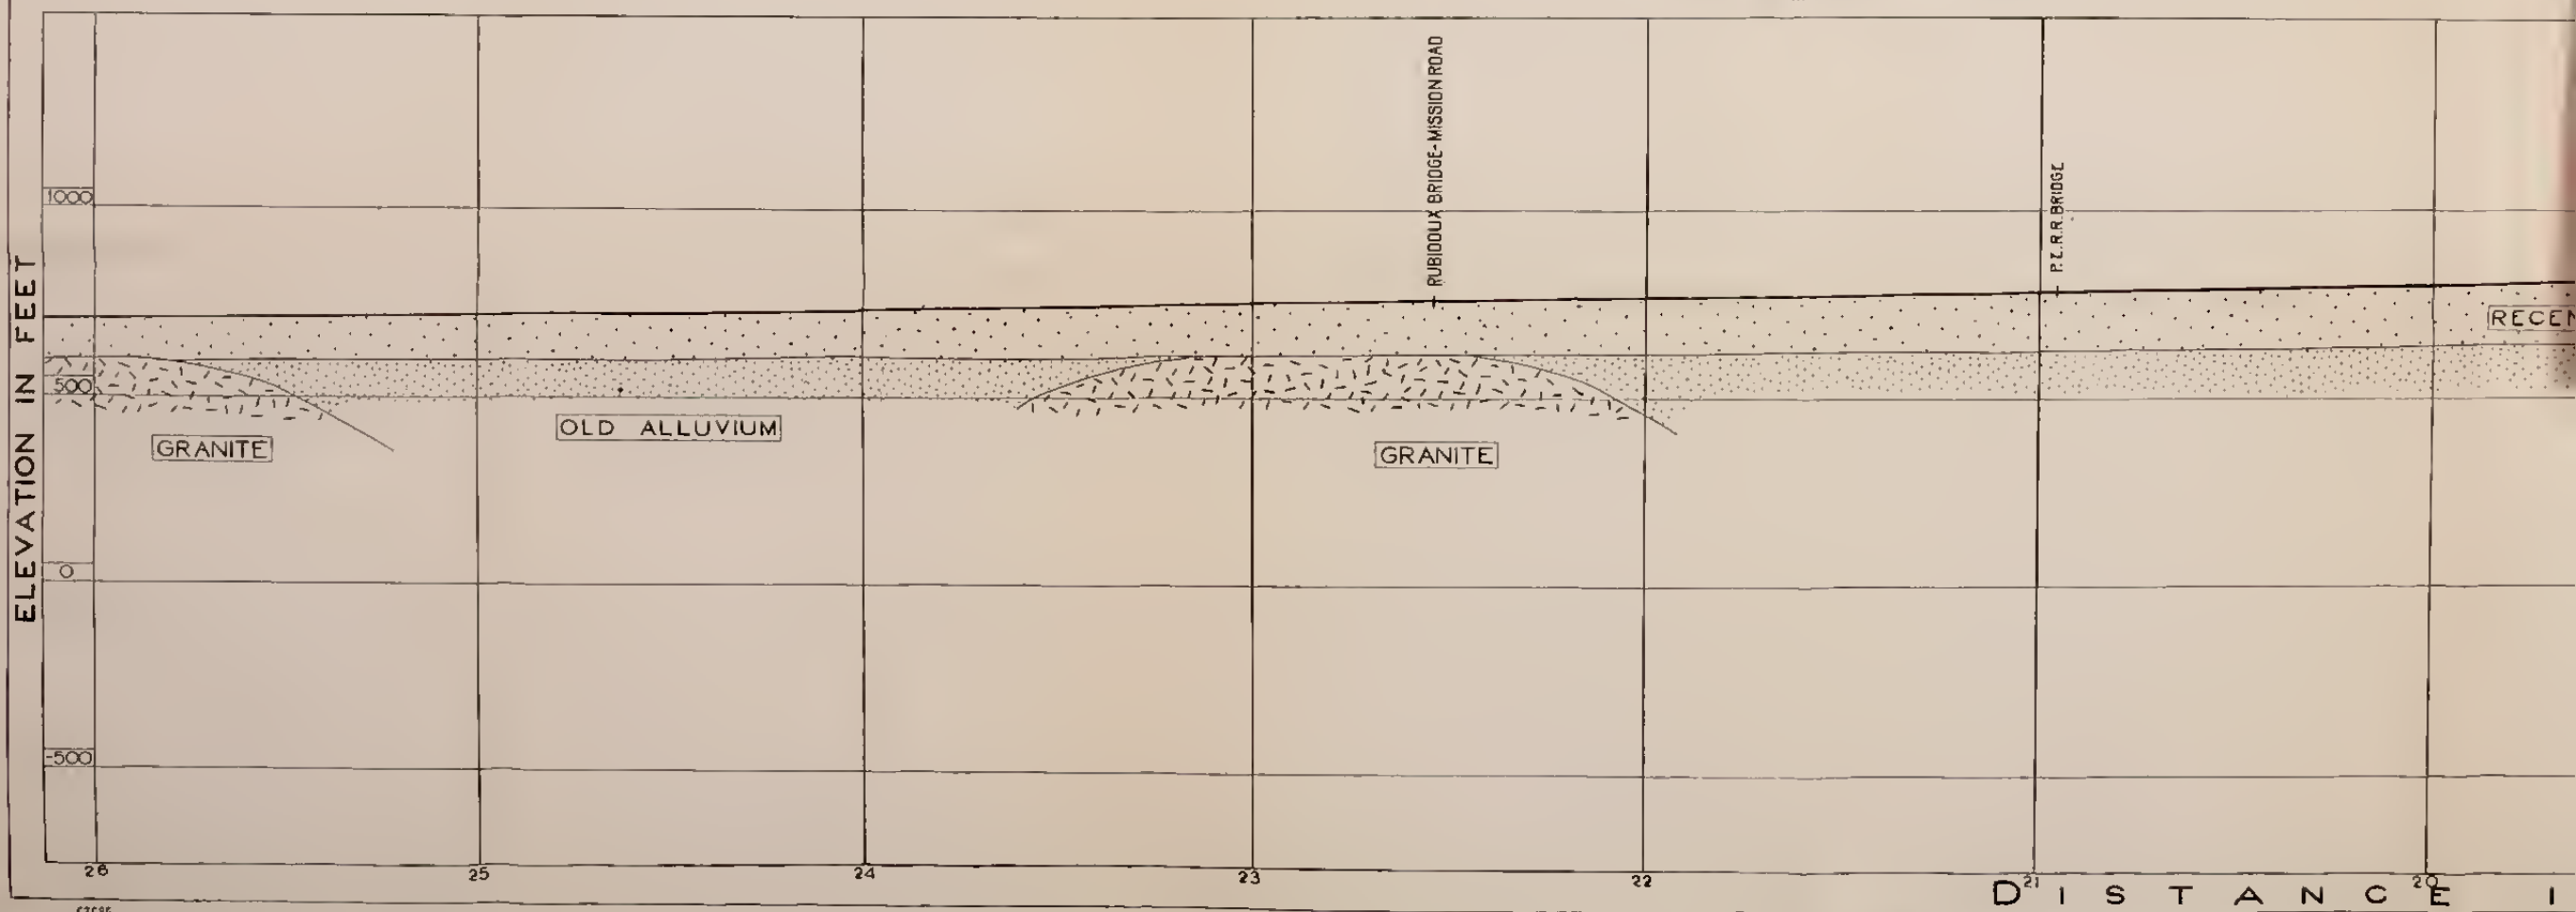 RUBIDOUX BRIDGE-MISSION ROAD
P.E.R.R. BRIDGE
1000
ELEVATION IN FEET
RECEN
500
OLD ALLUVIUM
GRANITE
GRANITE
0
-500
26 25 24 23 22 21 20
DISTANCE I